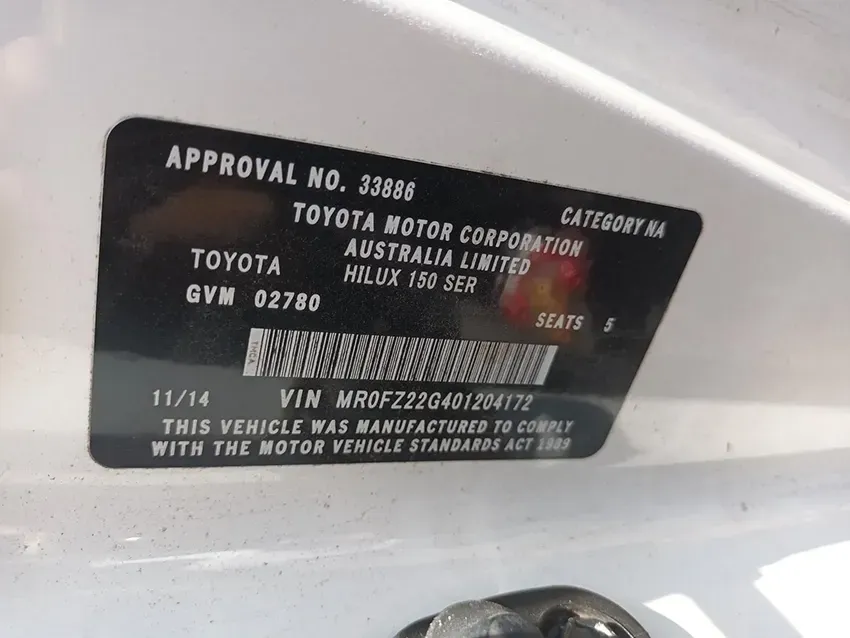 APPROVAL NO. 33886
CATEGORY NA
TOYOTA MOTOR CORPORATION
AUSTRALIA LIMITED
TOYOTA HILUX 150 SER
GVM 02780
SEATS 5
TMCA
11/14 VIN MR0FZ22G401204172
THIS VEHICLE WAS MANUFACTURED TO COMPLY
WITH THE MOTOR VEHICLE STANDARDS ACT 1989